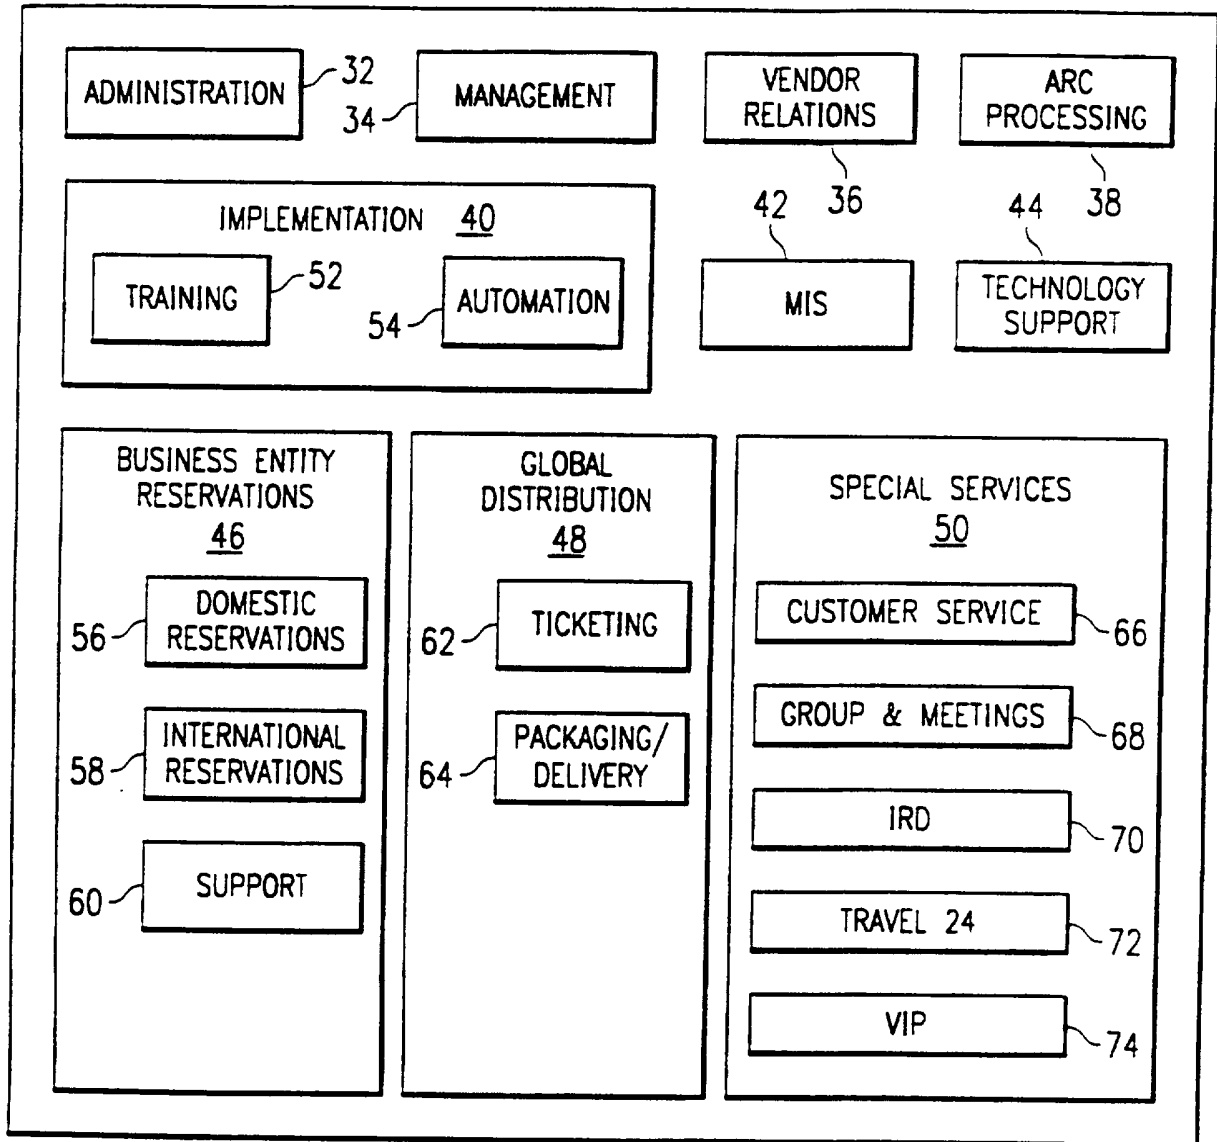 ADMINISTRATION
32
34
MANAGEMENT
VENDOR
RELATIONS
36
ARC
PROCESSING
38
IMPLEMENTATION 40
TRAINING
52
54
AUTOMATION
42
MIS
44
TECHNOLOGY
SUPPORT
BUSINESS ENTITY
RESERVATIONS
46
56
DOMESTIC
RESERVATIONS
58
INTERNATIONAL
RESERVATIONS
60
SUPPORT
GLOBAL
DISTRIBUTION
48
62
TICKETING
64
PACKAGING/
DELIVERY
SPECIAL SERVICES
50
CUSTOMER SERVICE
66
GROUP & MEETINGS
68
IRD
70
TRAVEL 24
72
VIP
74